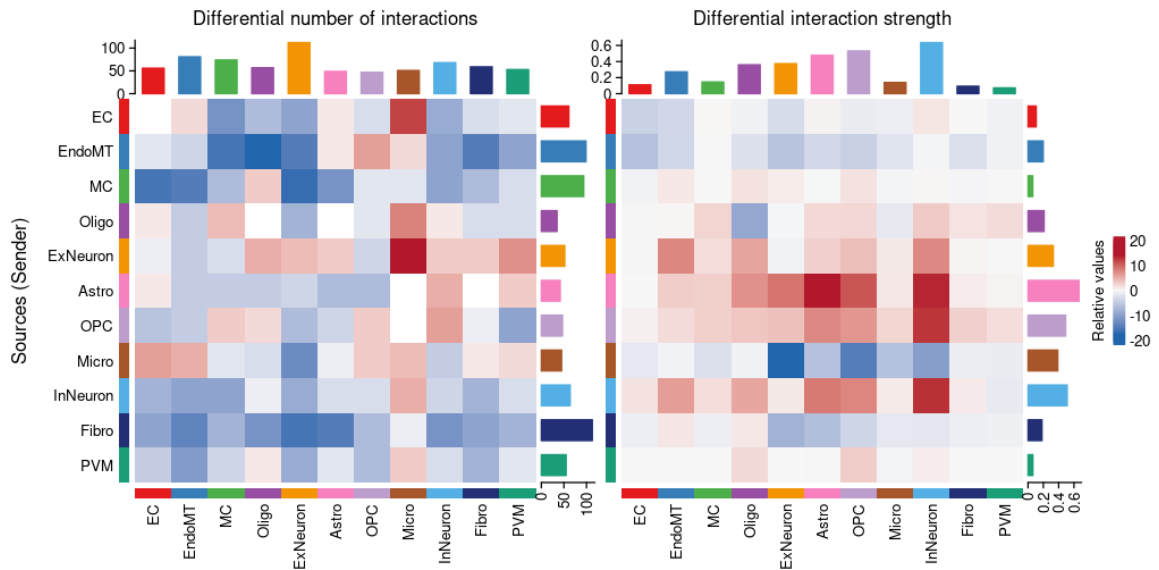 Differential number of interactions
Differential interaction strength
100
50
0
0.6
0.4
0.2
0
Sources (Sender)
EC
EndoMT
MC
Oligo
ExNeuron
Astro
OPC
Micro
InNeuron
Fibro
PVM
EC
EndoMT
MC
Oligo
ExNeuron
Astro
OPC
Micro
InNeuron
Fibro
PVM
0
50
100
EC
EndoMT
MC
Oligo
ExNeuron
Astro
OPC
Micro
InNeuron
Fibro
PVM
0
0.2
0.4
0.6
Relative values
20
10
0
-10
-20